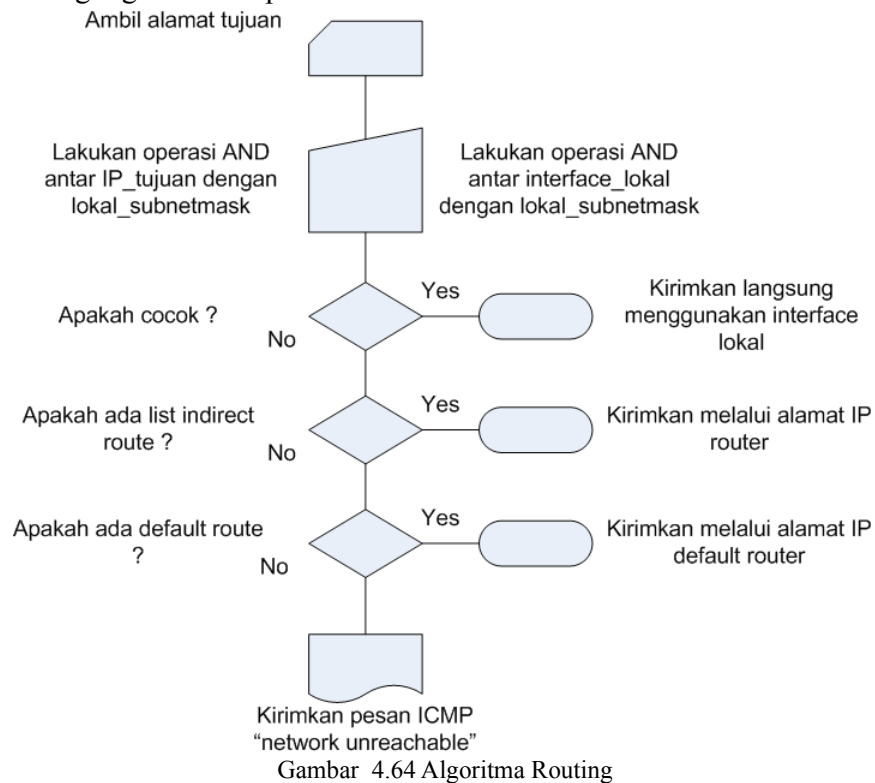 Ambil alamat tujuan
Lakukan operasi AND
antar IP_tujuan dengan
lokal_subnetmask
Lakukan operasi AND
antar interface_lokal
dengan lokal_subnetmask
Apakah cocok ?
Yes
No
Kirimkan langsung
menggunakan interface
lokal
Apakah ada list indirect
route ?
Yes
No
Kirimkan melalui alamat IP
router
Apakah ada default route
?
Yes
No
Kirimkan melalui alamat IP
default router
Kirimkan pesan ICMP
“network unreachable”
Gambar 4.64 Algoritma Routing